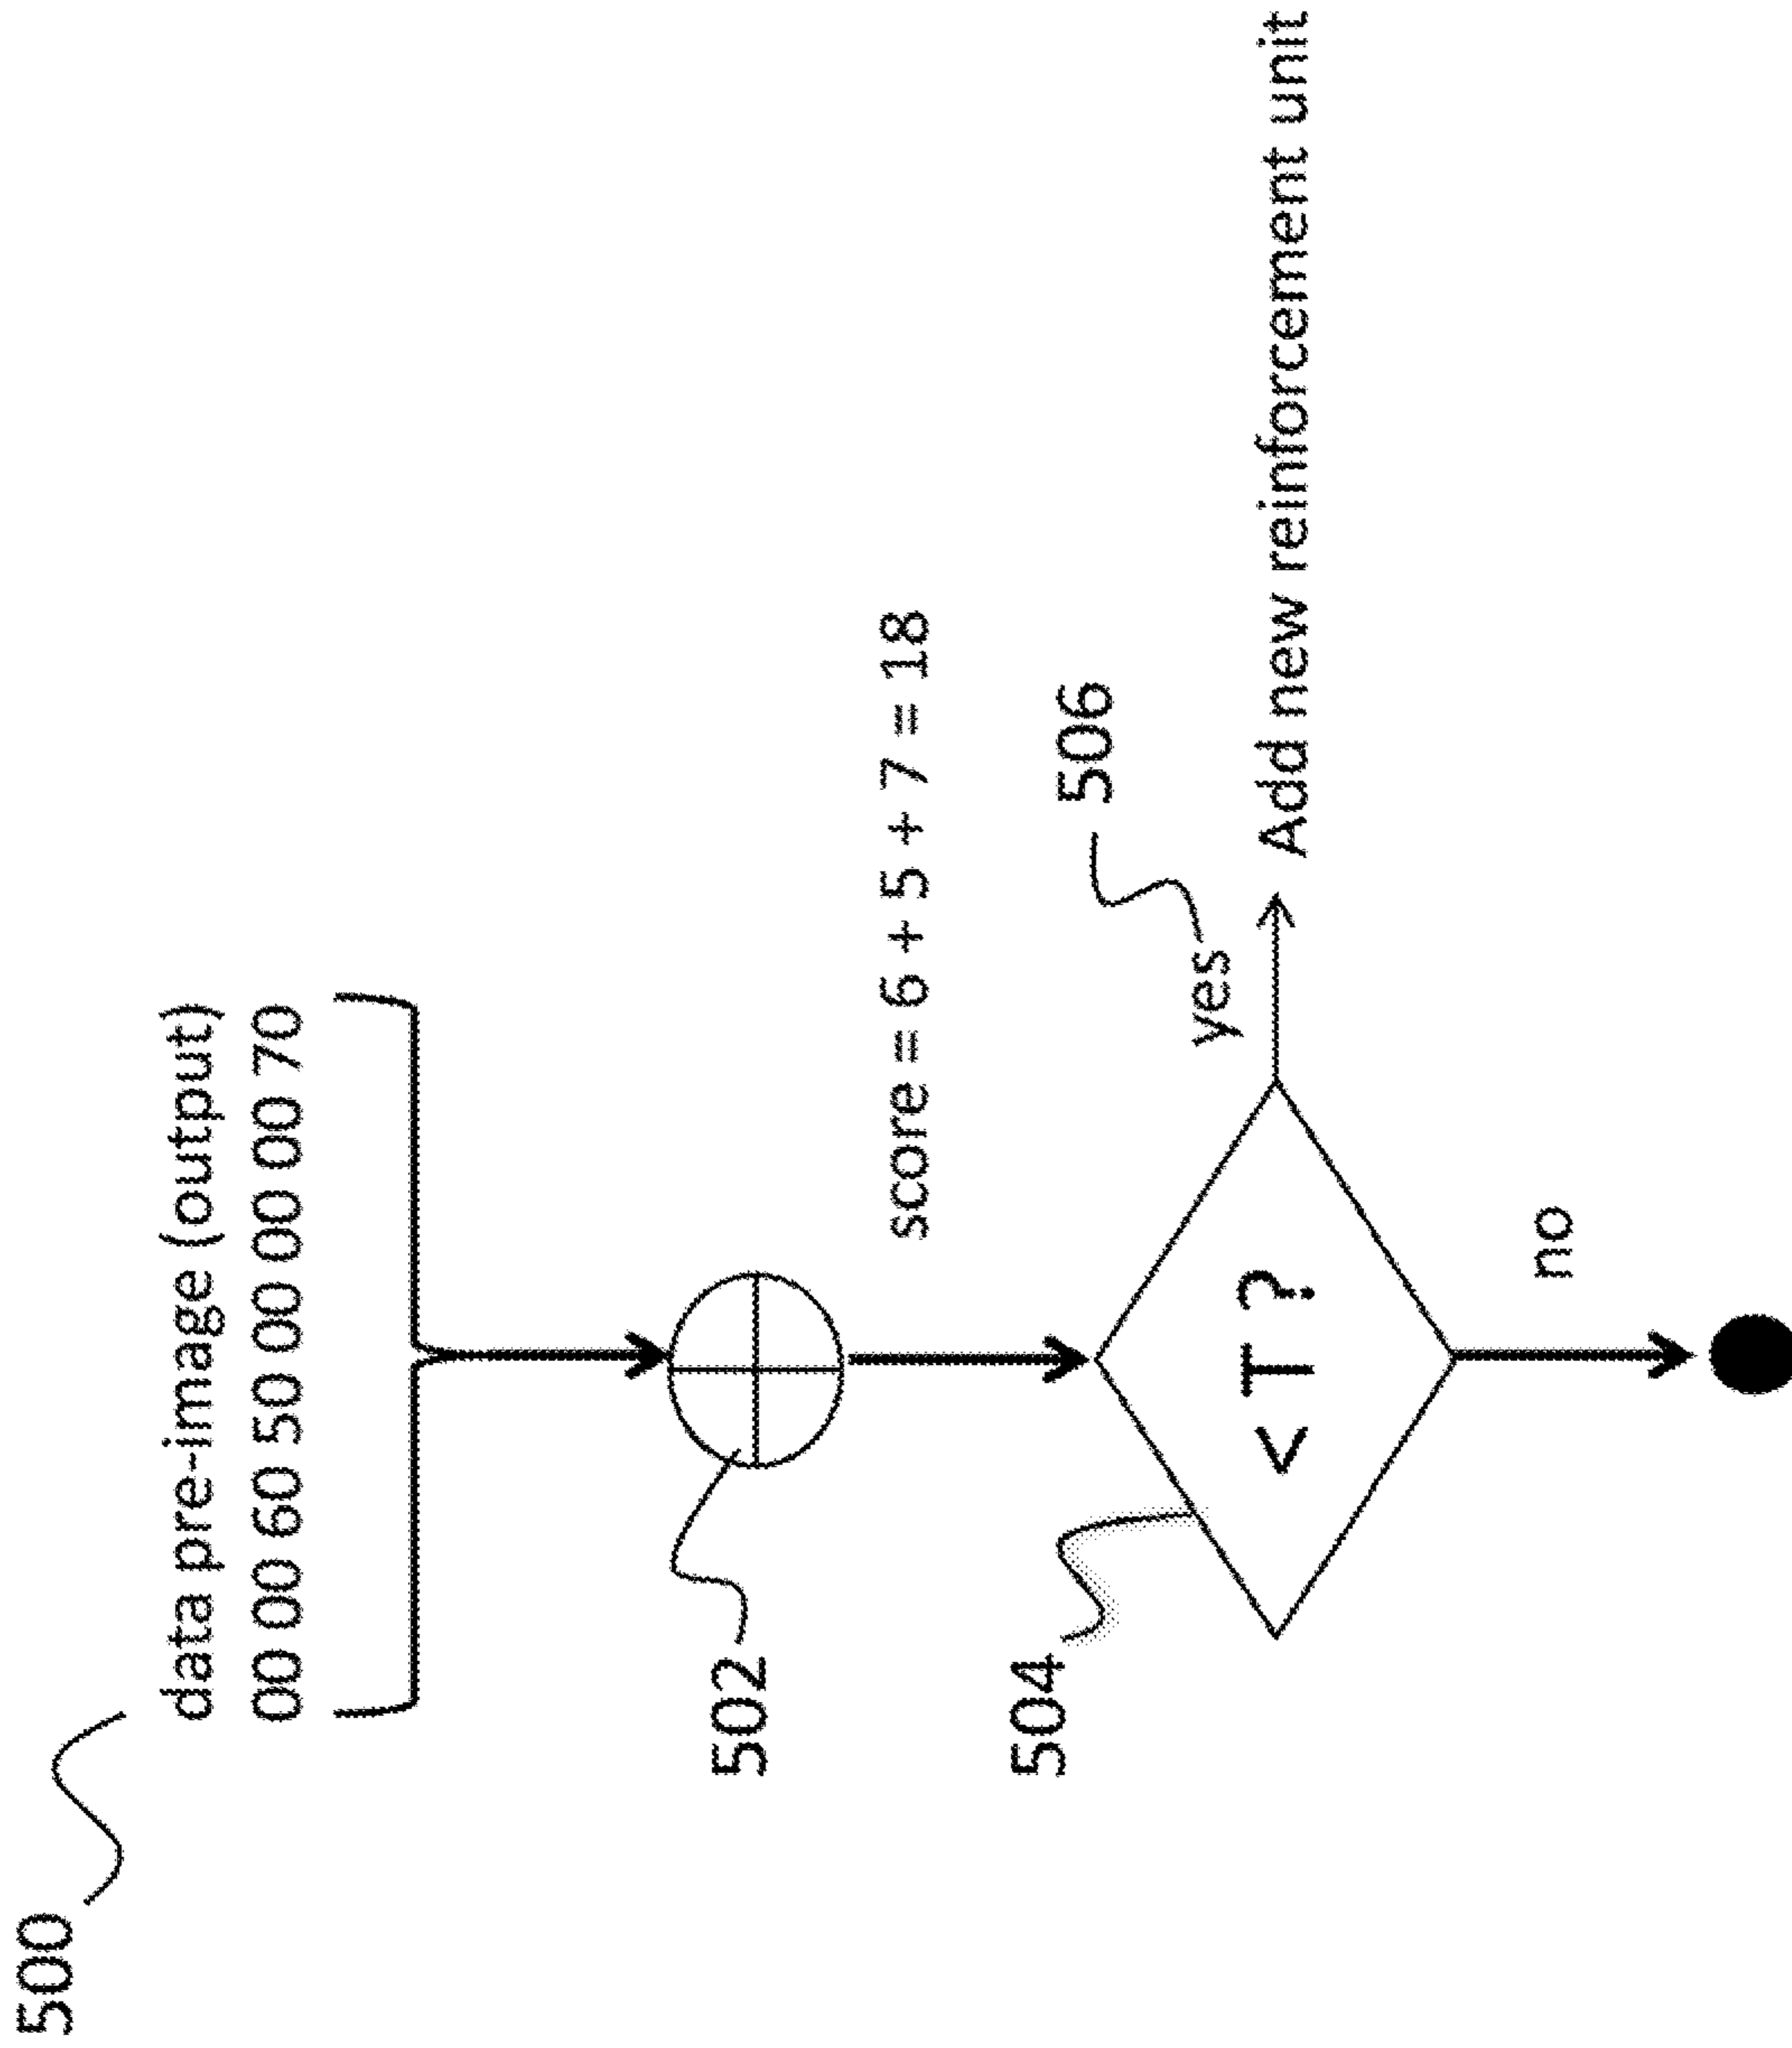 500
data pre-image (output)
00 00 60 50 00 00 00 70
502
score = 6 + 5 + 7 = 18
504
< T ?
yes
506
Add new reinforcement unit
no